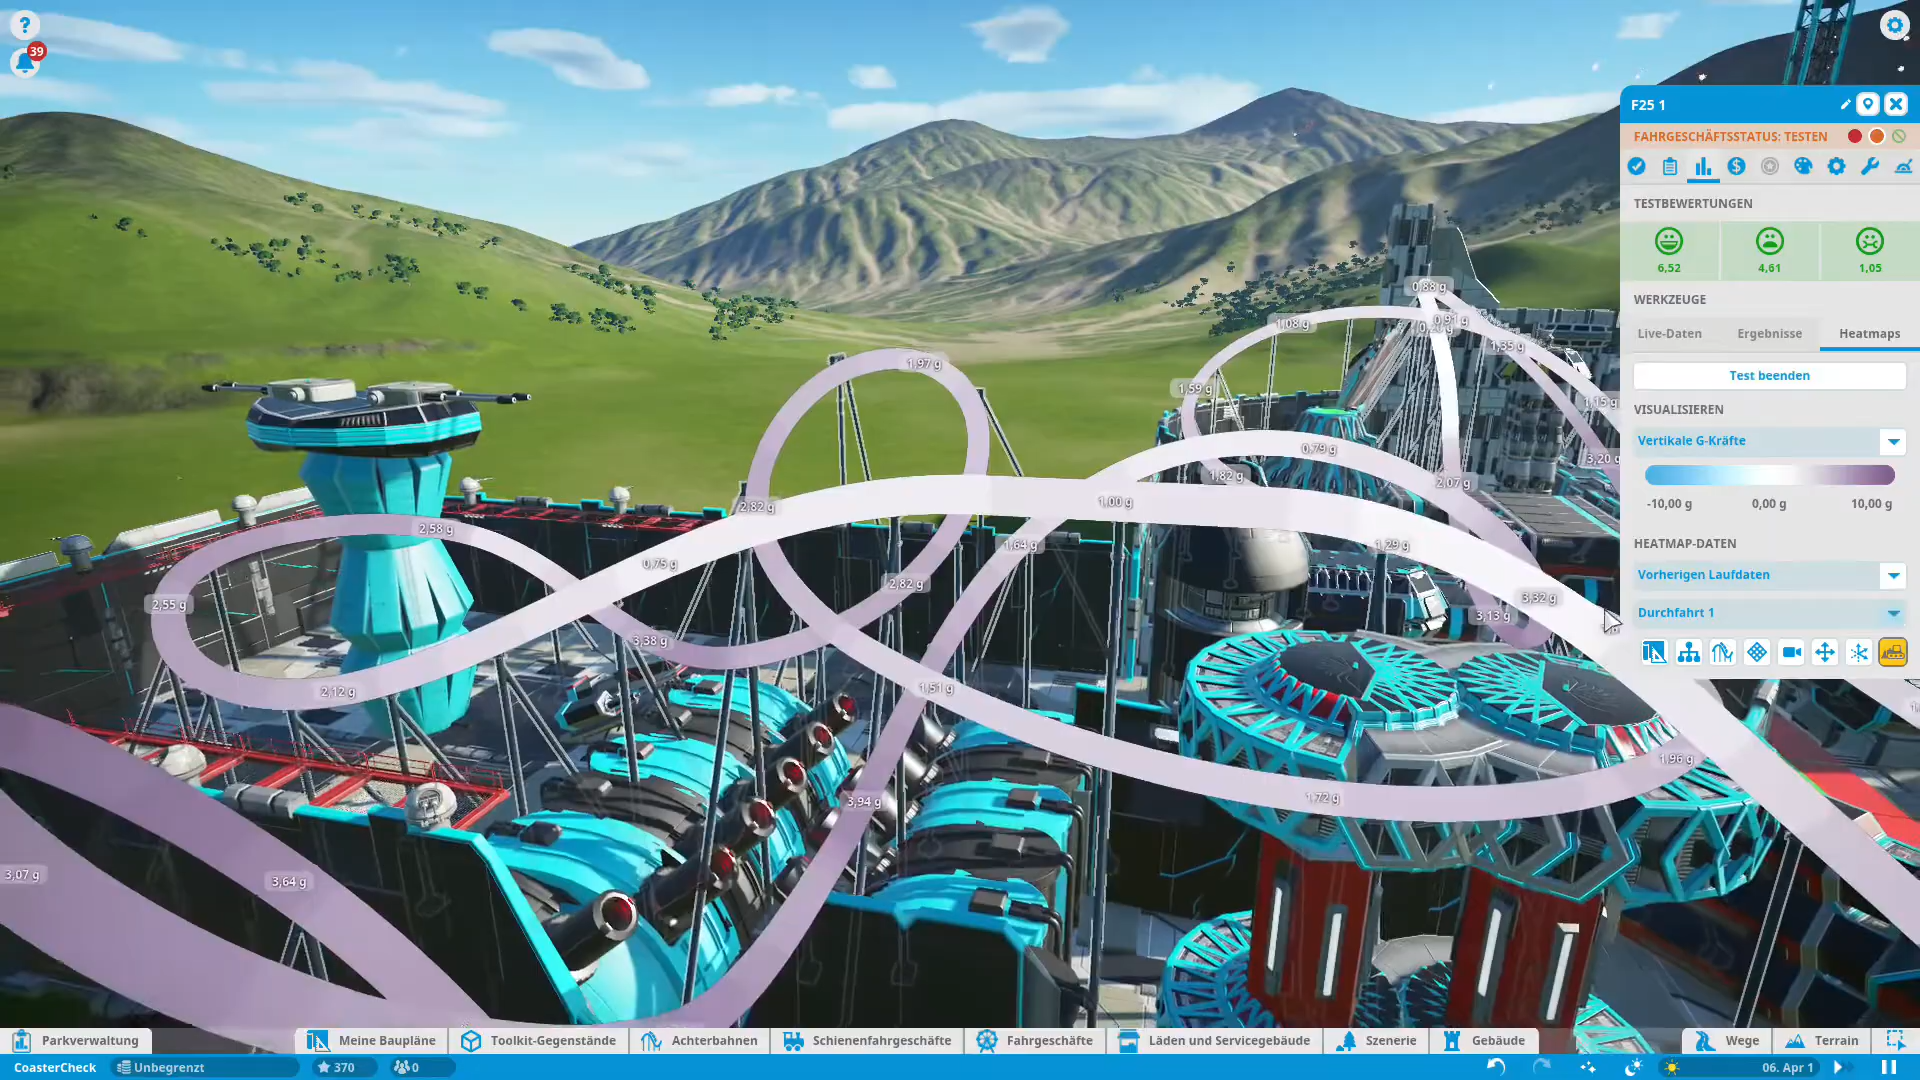 ?
39
F25 1
FAHRGESCHÄFTSSTATUS: TESTEN
TESTBEWERTUNGEN
6,52
4,61
1,05
WERKZEUGE
Live-Daten
Ergebnisse
Heatmaps
Test beenden
VISUALISIEREN
Vertikale G-Kräfte
-10,00 g
0,00 g
10,00 g
HEATMAP-DATEN
Vorherigen Laufdaten
Durchfahrt 1
0,88 g
1,08 g
1,35 g
1,97 g
1,59 g
1,15 g
0,79 g
3,20 g
1,82 g
2,07 g
2,82 g
1,00 g
2,58 g
1,64 g
1,29 g
0,75 g
2,82 g
3,32 g
2,55 g
3,13 g
3,38 g
2,12 g
1,51 g
1,96 g
1,72 g
3,94 g
3,07 g
3,64 g
Parkverwaltung
Meine Baupläne
Toolkit-Gegenstände
Achterbahnen
Schienenfahrgeschäfte
Fahrgeschäfte
Läden und Servicegebäude
Szenerie
Gebäude
Wege
Terrain
CoasterCheck
Unbegrenzt
370
0
06. Apr 1